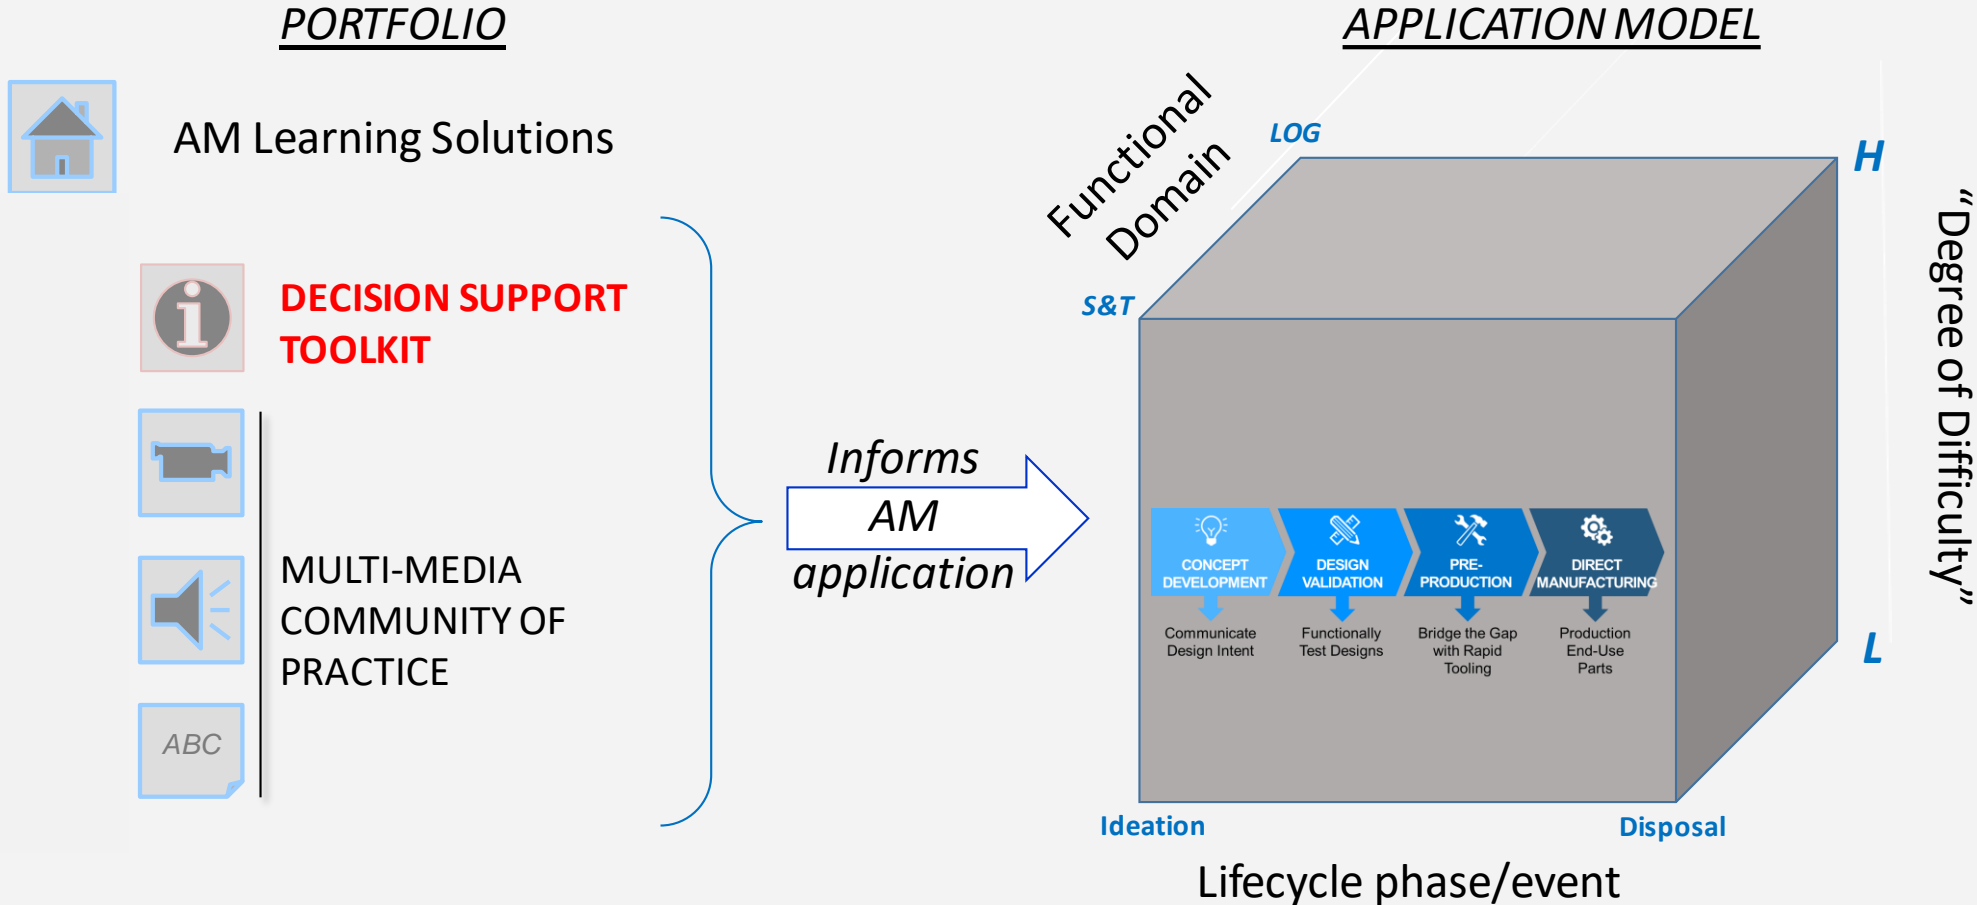 PORTFOLIO
AM Learning Solutions
DECISION SUPPORT
TOOLKIT
MULTI-MEDIA
COMMUNITY OF
PRACTICE
ABC
Informs
AM
application
APPLICATION MODEL
Functional
Domain
LOG
S&T
H
L
"Degree of Difficulty"
CONCEPT
DEVELOPMENT
Communicate
Design Intent
DESIGN
VALIDATION
Functionally
Test Designs
PRE-
PRODUCTION
Bridge the Gap
with Rapid
Tooling
DIRECT
MANUFACTURING
Production
End-Use
Parts
Ideation
Disposal
Lifecycle phase/event